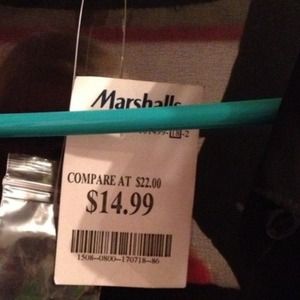 Marshalls
COMPARE AT $22.00
$14.99
1508-0800-170718-86